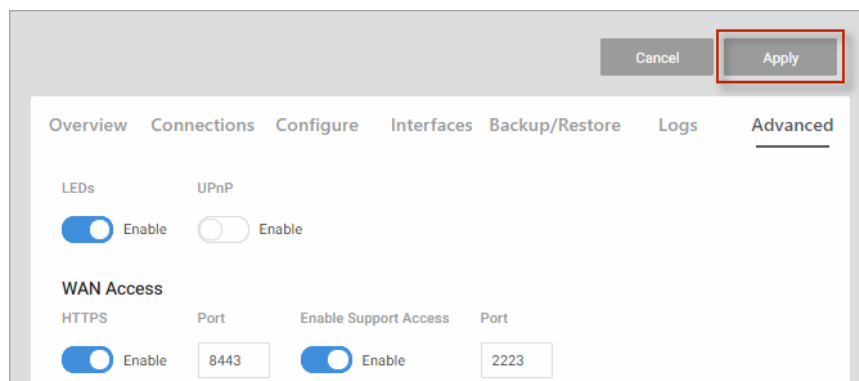 Cancel Apply
Overview Connections Configure Interfaces Backup/Restore Logs Advanced
LEDs UPnP
Enable Enable
WAN Access
HTTPS Port Enable Support Access Port
Enable 8443 Enable 2223